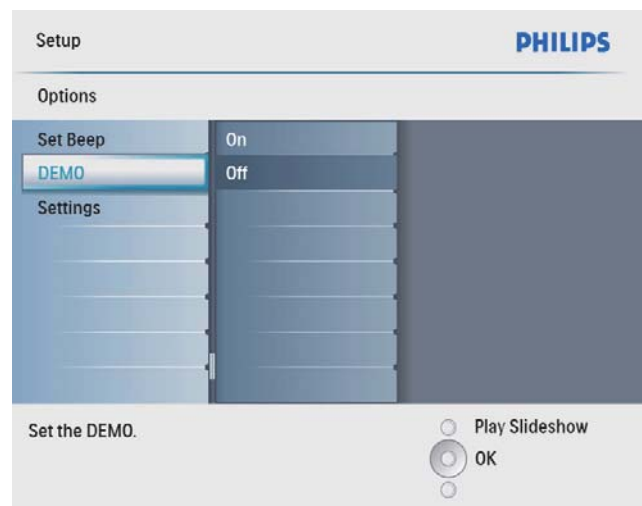 Setup
PHILIPS
Options
Set Beep
On
DEMO
Off
Settings
Set the DEMO.
Play Slideshow
OK